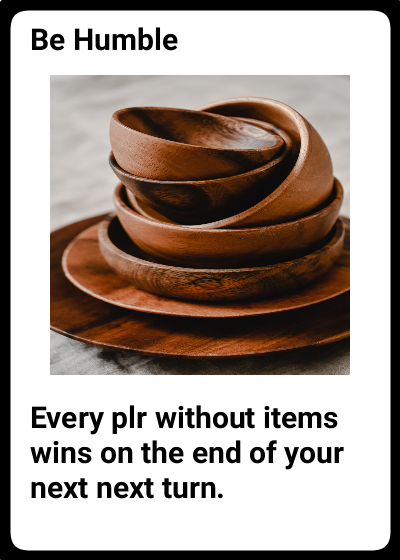 Be Humble
Every plr without items
wins on the end of your
next next turn.